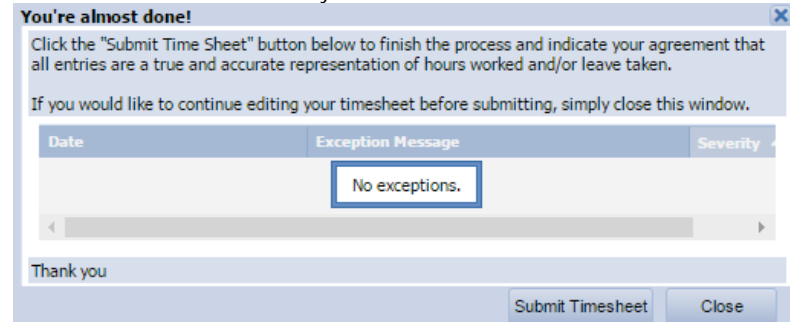 You're almost done!
Click the "Submit Time Sheet" button below to finish the process and indicate your agreement that
all entries are a true and accurate representation of hours worked and/or leave taken.
If you would like to continue editing your timesheet before submitting, simply close this window.
Date Exception Message Severity
No exceptions.
Thank you
Submit Timesheet Close